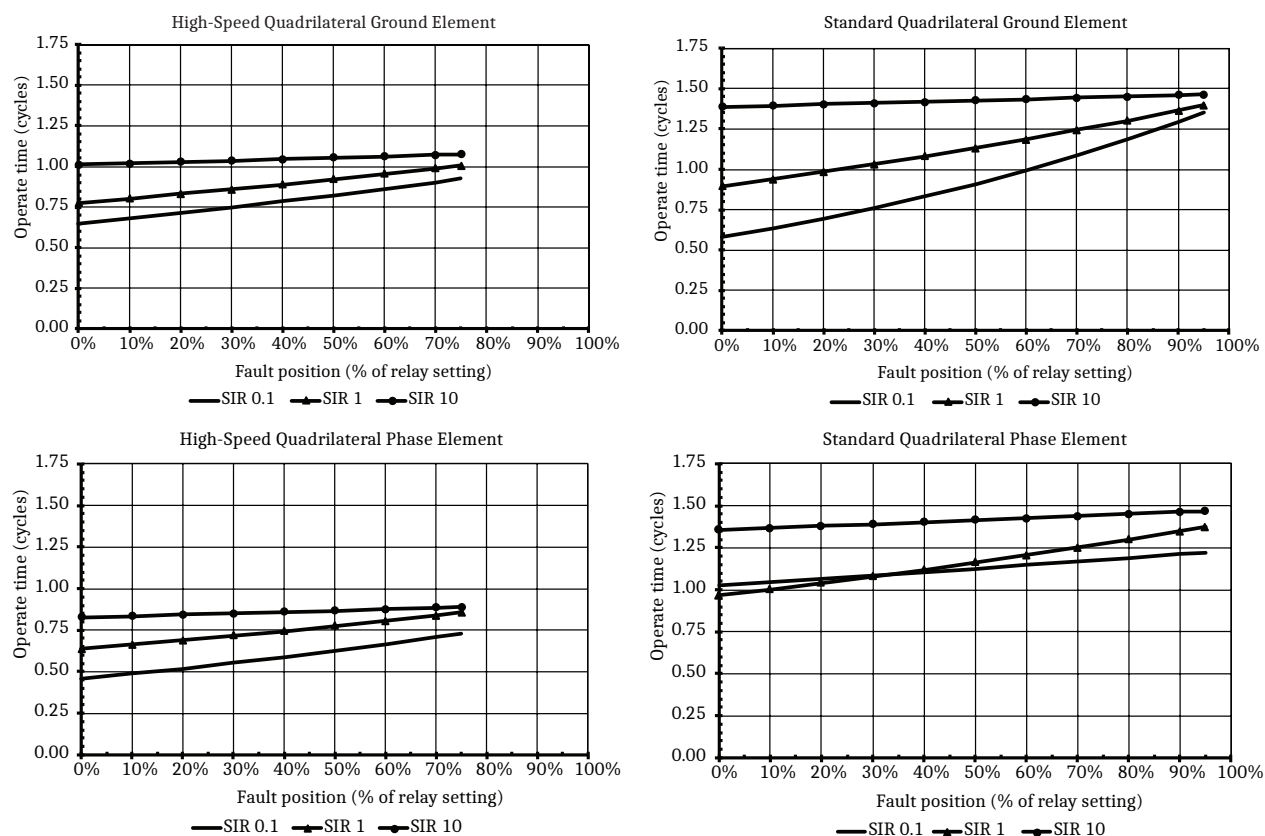 High-Speed Quadrilateral Ground Element
1.75
1.50
1.25
1.00
0.75
0.50
0.25
0.00
Operate time (cycles)
0% 10% 20% 30% 40% 50% 60% 70% 80% 90% 100%
Fault position (% of relay setting)
SIR 0.1 SIR 1 SIR 10
Standard Quadrilateral Ground Element
1.75
1.50
1.25
1.00
0.75
0.50
0.25
0.00
Operate time (cycles)
0% 10% 20% 30% 40% 50% 60% 70% 80% 90% 100%
Fault position (% of relay setting)
SIR 0.1 SIR 1 SIR 10
High-Speed Quadrilateral Phase Element
1.75
1.50
1.25
1.00
0.75
0.50
0.25
0.00
Operate time (cycles)
0% 10% 20% 30% 40% 50% 60% 70% 80% 90% 100%
Fault position (% of relay setting)
SIR 0.1 SIR 1 SIR 10
Standard Quadrilateral Phase Element
1.75
1.50
1.25
1.00
0.75
0.50
0.25
0.00
Operate time (cycles)
0% 10% 20% 30% 40% 50% 60% 70% 80% 90% 100%
Fault position (% of relay setting)
SIR 0.1 SIR 1 SIR 10